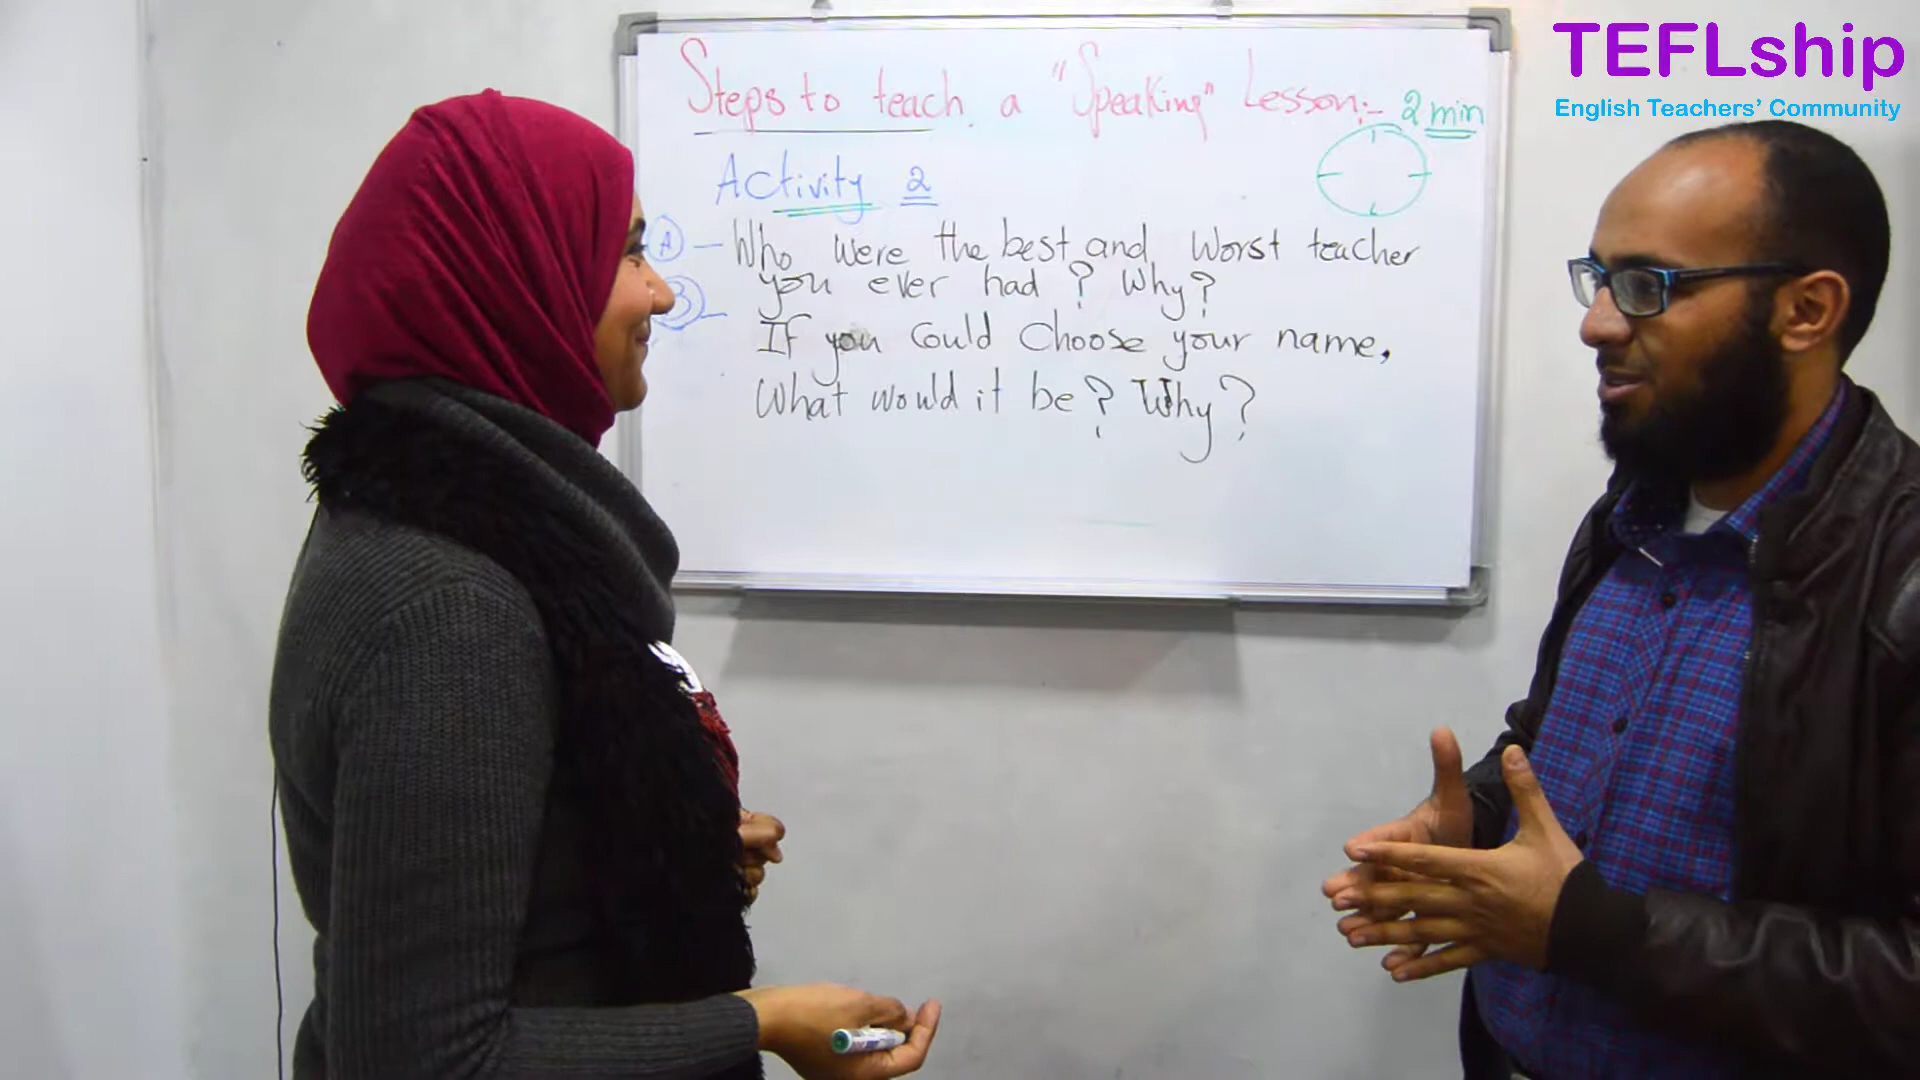 TEFLship
English Teachers' Community
Steps to teach a "Speaking" Lesson:- 2 min
Activity 2
A - Who were the best and worst teacher
you ever had? Why?
B - If you could choose your name,
What would it be? Why?